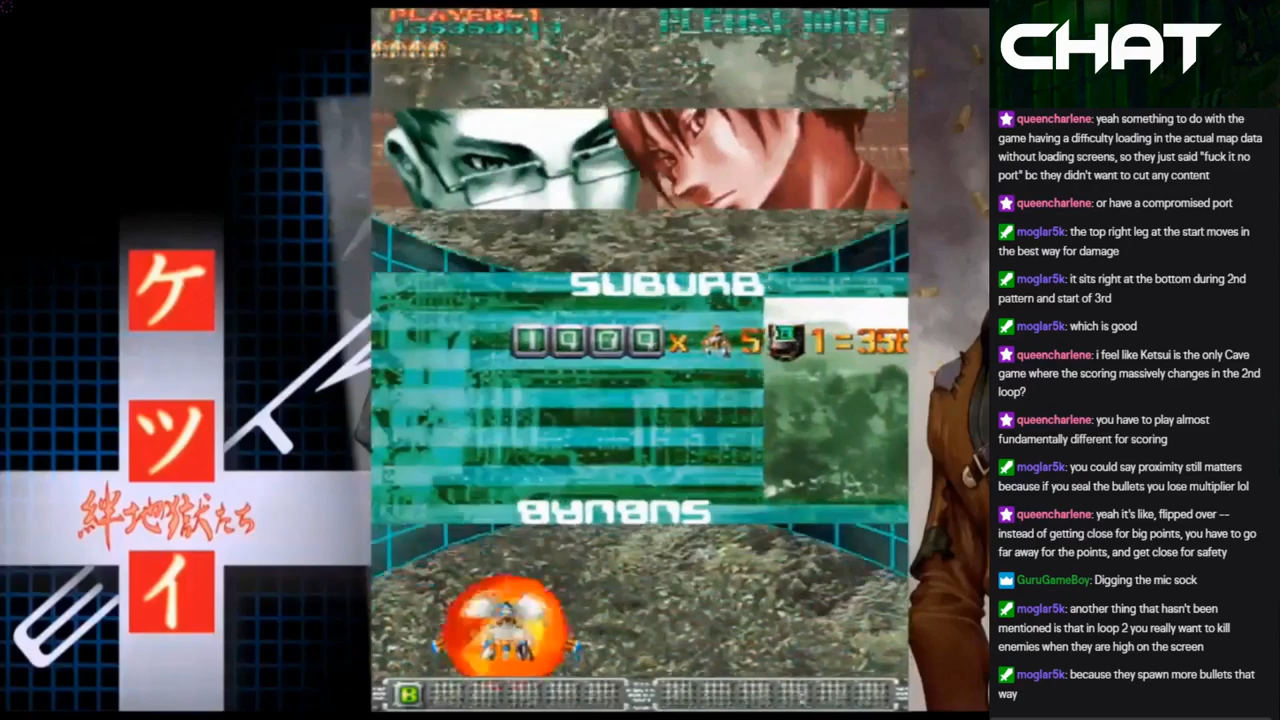 PLAYER-1
PLEASE WAIT
SUBURB
1979 x 5 1 =358
SUBURB
ケ
ツ
イ
絆地獄たち
B
CHAT
queencharlene: yeah something to do with the
game having a difficulty loading in the actual map data
without loading screens, so they just said "fuck it no
port" bc they didn't want to cut any content
queencharlene: or have a compromised port
moglar5k: the top right leg at the start moves in
the best way for damage
moglar5k: it sits right at the bottom during 2nd
pattern and start of 3rd
moglar5k: which is good
queencharlene: i feel like Ketsui is the only Cave
game where the scoring massively changes in the 2nd
loop?
queencharlene: you have to play almost
fundamentally different for scoring
moglar5k: you could say proximity still matters
because if you seal the bullets you lose multiplier lol
queencharlene: yeah it's like, flipped over --
instead of getting close for big points, you have to go
far away for the points, and get close for safety
GuruGameBoy: Digging the mic sock
moglar5k: another thing that hasn't been
mentioned is that in loop 2 you really want to kill
enemies when they are high on the screen
moglar5k: because they spawn more bullets that
way